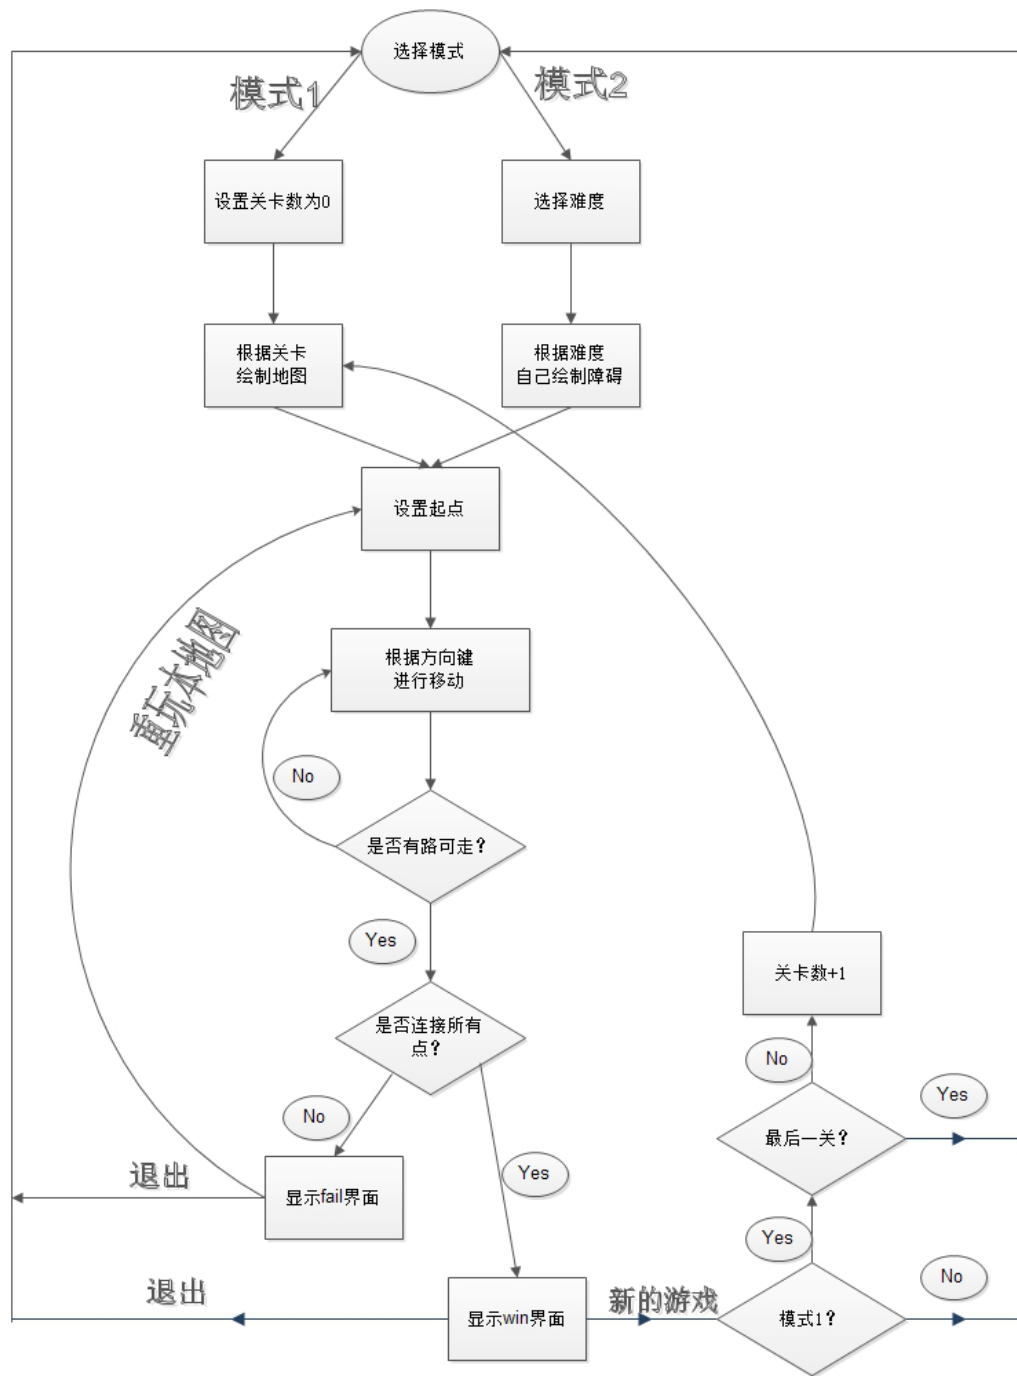 选择模式
模式1
模式2
设置关卡数为0
选择难度
根据关卡
绘制地图
根据难度
自己绘制障碍
设置起点
重玩本地图
根据方向键
进行移动
No
是否有路可走?
Yes
关卡数+1
是否连接所有
点?
No
No
Yes
最后一关?
退出
显示fail界面
Yes
Yes
No
退出
显示win界面
新的游戏
模式1?